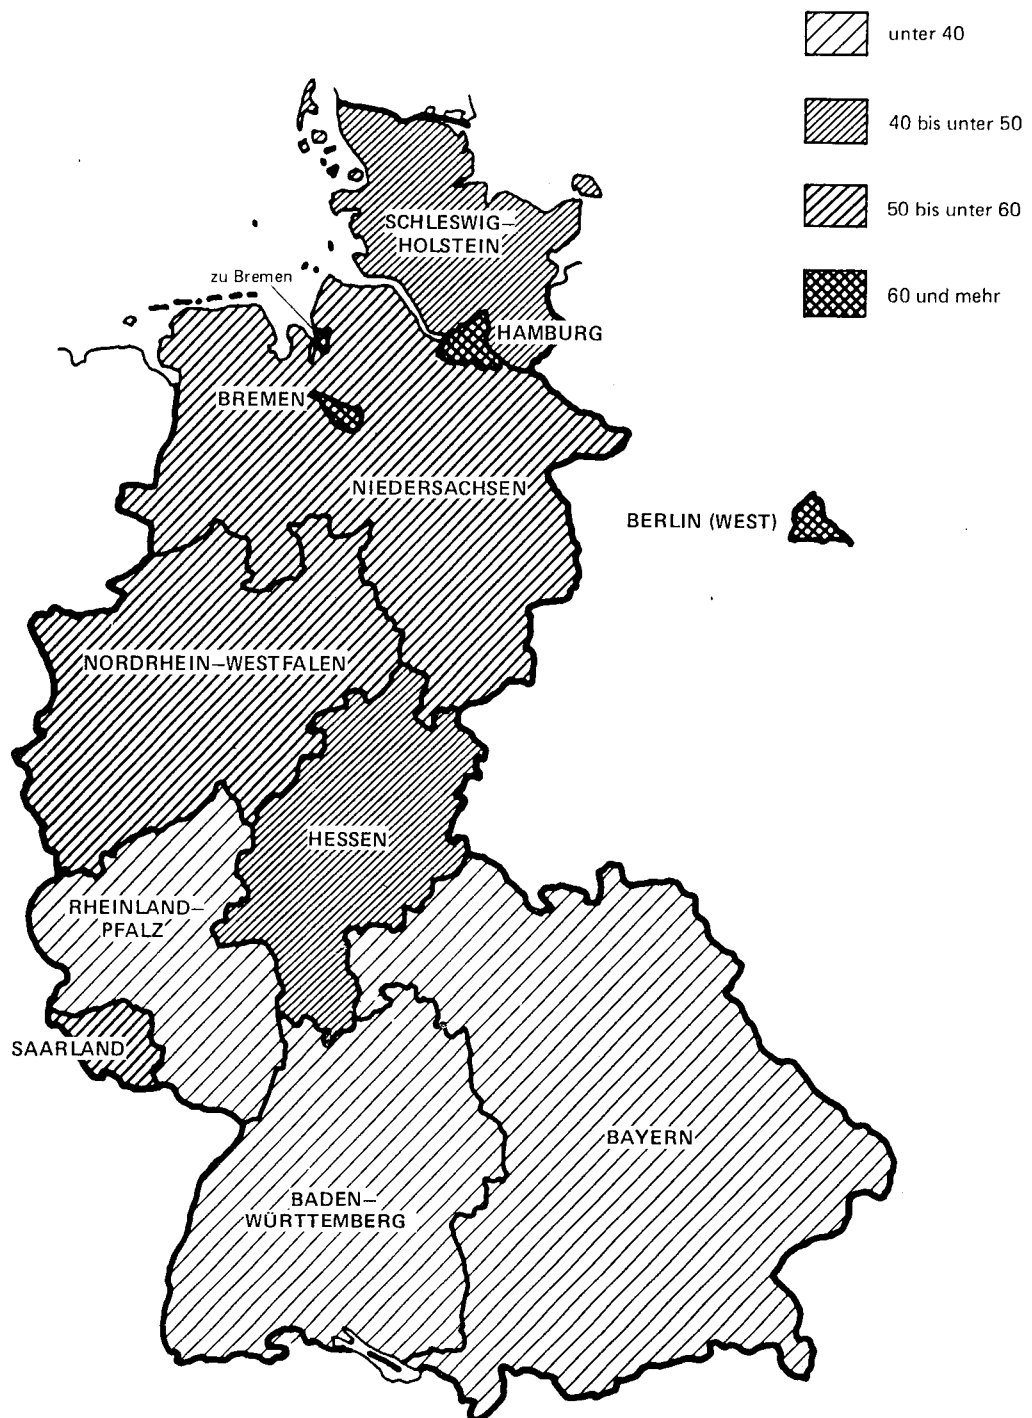 unter 40
40 bis unter 50
50 bis unter 60
60 und mehr
SCHLESWIG–
HOLSTEIN
zu Bremen
HAMBURG
BREMEN
NIEDERSACHSEN
BERLIN (WEST)
NORDRHEIN–WESTFALEN
HESSEN
RHEINLAND–
PFALZ
SAARLAND
BAYERN
BADEN–
WÜRTTEMBERG